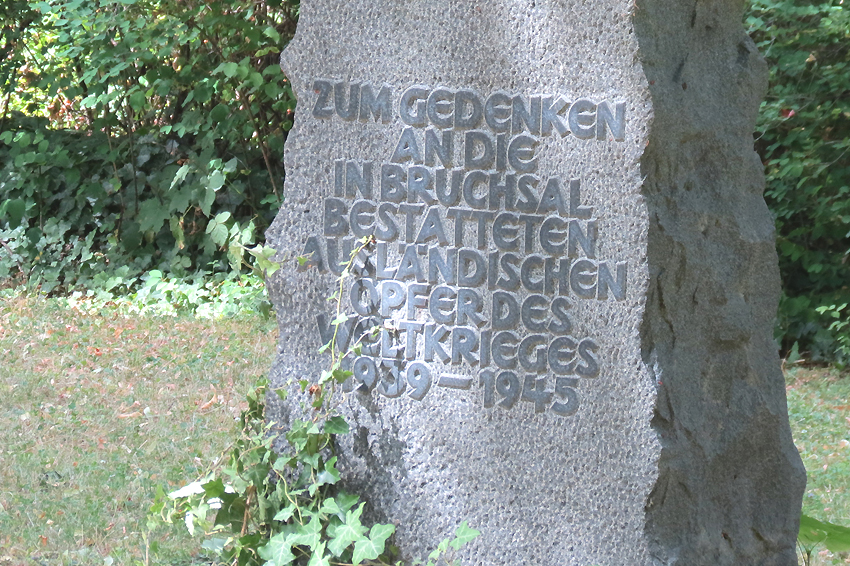 ZUM GEDENKEN
AN DIE
IN BRUCHSAL
BESTATTETEN
AUSLÄNDISCHEN
OPFER DES
WELTKRIEGES
1939 – 1945